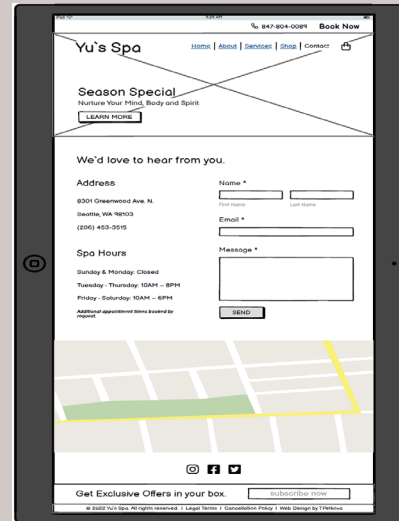 847-804-0089 Book Now
Yu's Spa
Home | About | Services | Shop | Contact
Season Special
Nurture Your Mind, Body and Spirit
LEARN MORE
We'd love to hear from you.
Address
8301 Greenwood Ave. N.
Seattle, WA 98103
(206) 453-3515
Spa Hours
Sunday & Monday: Closed
Tuesday - Thursday: 10AM – 8PM
Friday - Saturday: 10AM – 6PM
Additional appointment times booked by
request.
Name *
First Name Last Name
Email *
Message *
SEND
Get Exclusive Offers in your box. subscribe now
© 2022 Yu's Spa. All rights reserved. | Legal Terms | Cancellation Policy | Web Design by TPetkova